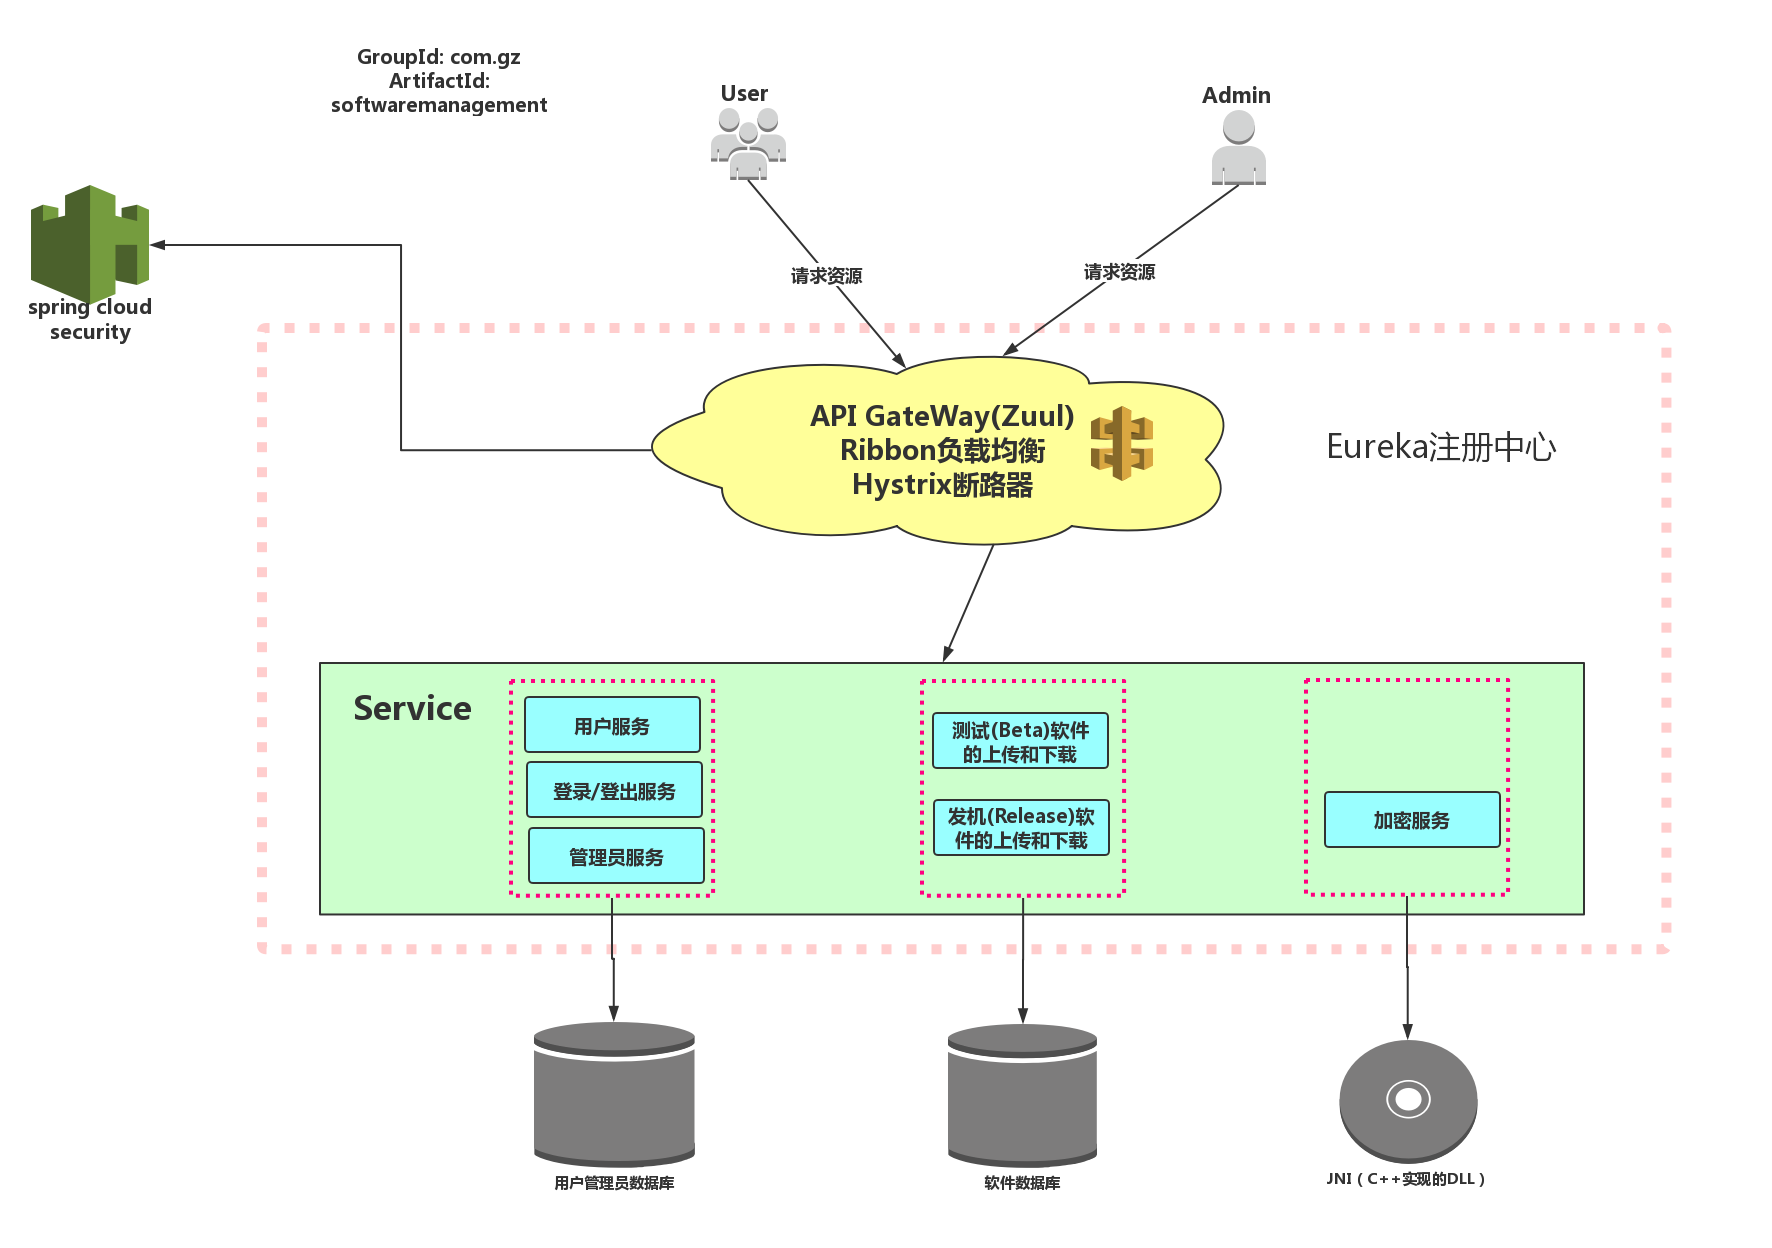 GroupId: com.gz
ArtifactId:
softwaremanagement
User
Admin
spring cloud
security
请求资源
请求资源
API GateWay(Zuul)
Ribbon负载均衡
Hystrix断路器
Eureka注册中心
Service
用户服务
登录/登出服务
管理员服务
测试(Beta)软件
的上传和下载
发机(Release)软
件的上传和下载
加密服务
用户管理员数据库
软件数据库
JNI（C++实现的DLL）